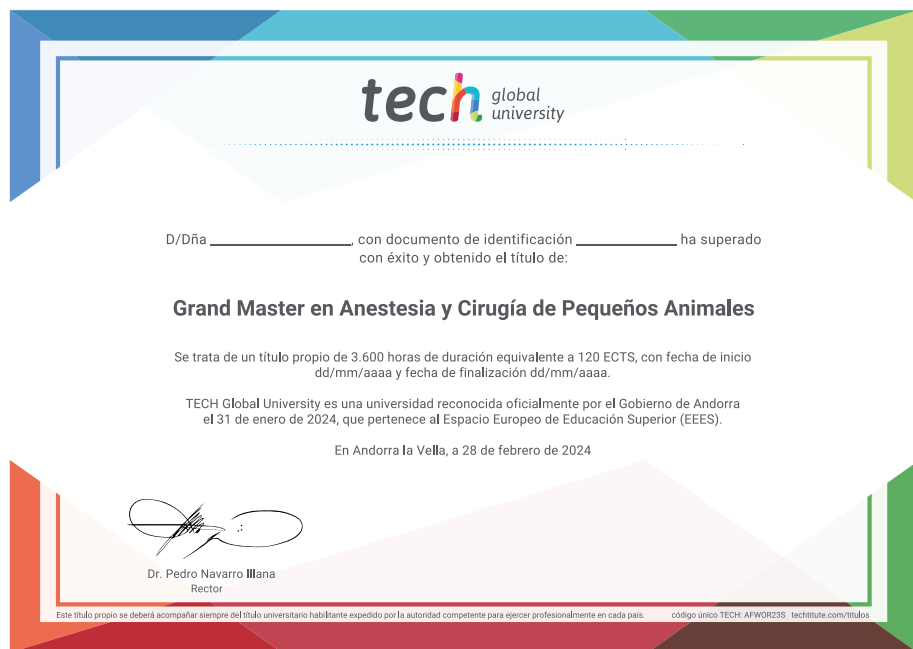 tech global university
D/Dña ______________, con documento de identificación __________ ha superado
con éxito y obtenido el título de:
Grand Master en Anestesia y Cirugía de Pequeños Animales
Se trata de un título propio de 3.600 horas de duración equivalente a 120 ECTS, con fecha de inicio
dd/mm/aaaa y fecha de finalización dd/mm/aaaa.
TECH Global University es una universidad reconocida oficialmente por el Gobierno de Andorra
el 31 de enero de 2024, que pertenece al Espacio Europeo de Educación Superior (EEES).
En Andorra la Vella, a 28 de febrero de 2024
Dr. Pedro Navarro Illana
Rector
Este título propio se deberá acompañar siempre del título universitario habilitante expedido por la autoridad competente para ejercer profesionalmente en cada país. código único TECH: AFWOR23S techtitute.com/titulos